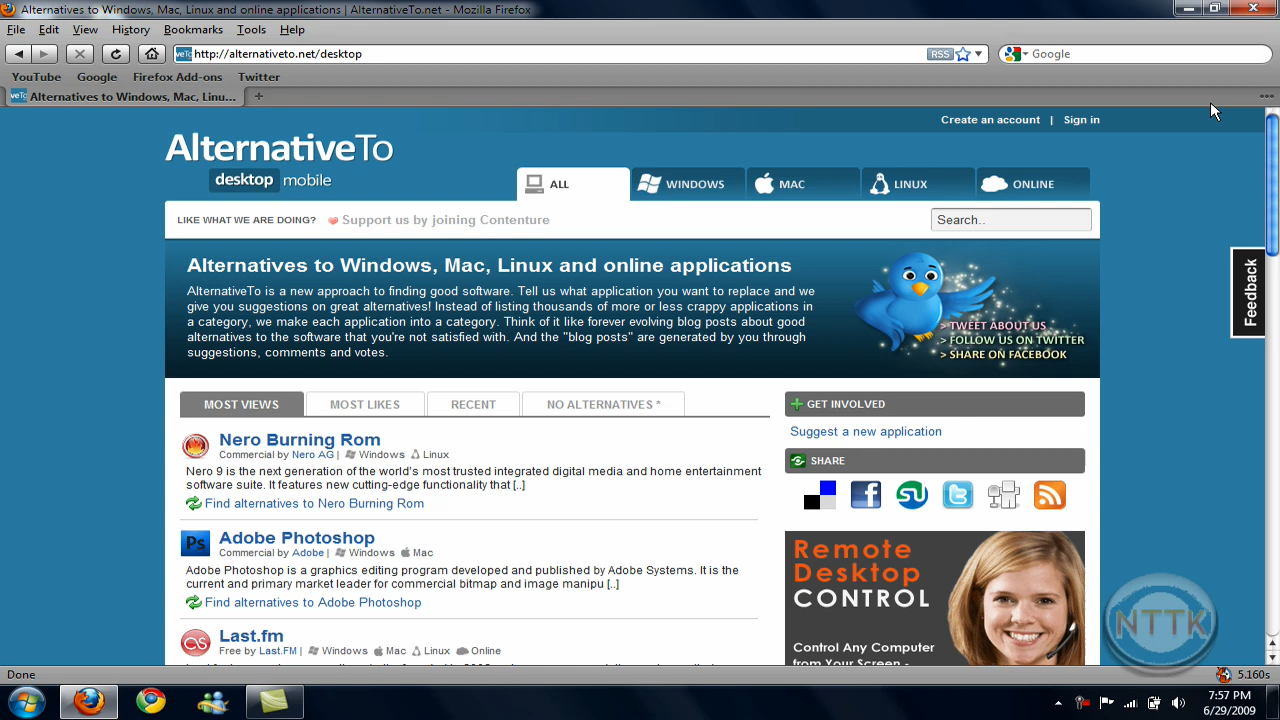 Alternatives to Windows, Mac, Linux and online applications | AlternativeTo.net - Mozilla Firefox
File Edit View History Bookmarks Tools Help
veTo http://alternativeto.net/desktop RSS Google
YouTube Google Firefox Add-ons Twitter
veTo Alternatives to Windows, Mac, Linu...
Create an account | Sign in
AlternativeTo
desktop mobile
ALL WINDOWS MAC LINUX ONLINE
LIKE WHAT WE ARE DOING? Support us by joining Contenture Search..
Alternatives to Windows, Mac, Linux and online applications
AlternativeTo is a new approach to finding good software. Tell us what application you want to replace and we
give you suggestions on great alternatives! Instead of listing thousands of more or less crappy applications in
a category, we make each application into a category. Think of it like forever evolving blog posts about good
alternatives to the software that you're not satisfied with. And the "blog posts" are generated by you through
suggestions, comments and votes.
> TWEET ABOUT US
> FOLLOW US ON TWITTER
> SHARE ON FACEBOOK
Feedback
MOST VIEWS MOST LIKES RECENT NO ALTERNATIVES *
Nero Burning Rom
Commercial by Nero AG | Windows Linux
Nero 9 is the next generation of the world's most trusted integrated digital media and home entertainment
software suite. It features new cutting-edge functionality that [..]
Find alternatives to Nero Burning Rom
Ps Adobe Photoshop
Commercial by Adobe | Windows Mac
Adobe Photoshop is a graphics editing program developed and published by Adobe Systems. It is the
current and primary market leader for commercial bitmap and image manipu [..]
Find alternatives to Adobe Photoshop
Last.fm
Free by Last.FM | Windows Mac Linux Online
GET INVOLVED
Suggest a new application
SHARE
Remote
Desktop
CONTROL
Control Any Computer
from Your Screen -
NTTK
Done 5.160s
7:57 PM
6/29/2009